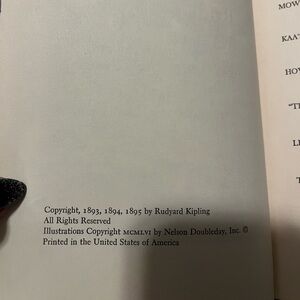 Copyright, 1893, 1894, 1895 by Rudyard Kipling
All Rights Reserved
Illustrations Copyright MCMLVI by Nelson Doubleday, Inc. ©
Printed in the United States of America
MOW
KAA'
HOW
"TI